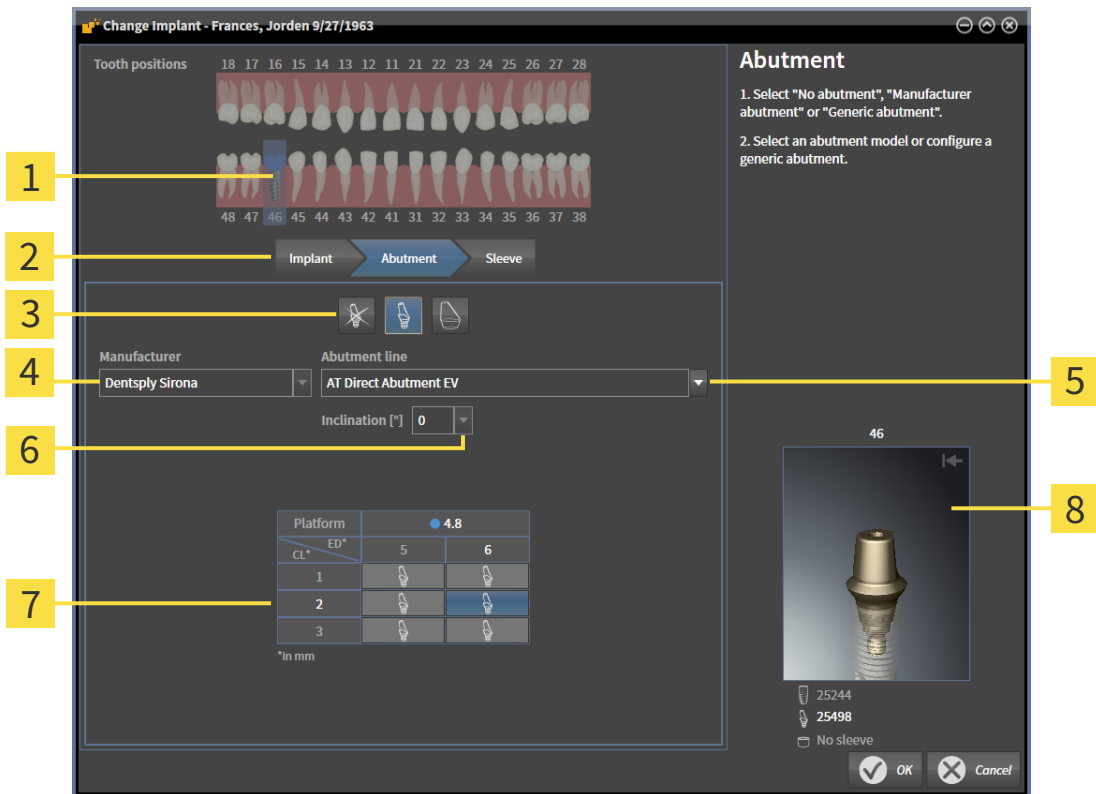 Change Implant - Frances, Jorden 9/27/1963
Tooth positions
18 17 16 15 14 13 12 11 21 22 23 24 25 26 27 28
48 47 46 45 44 43 42 41 31 32 33 34 35 36 37 38
Implant Abutment Sleeve
Manufacturer Abutment line
Dentsply Sirona AT Direct Abutment EV
Inclination [°] 0
Platform 4.8
CL* ED* 5 6
1
2
3
*in mm
Abutment
1. Select "No abutment", "Manufacturer
abutment" or "Generic abutment".
2. Select an abutment model or configure a
generic abutment.
46
25244
25498
No sleeve
OK Cancel
1
2
3
4
5
6
7
8